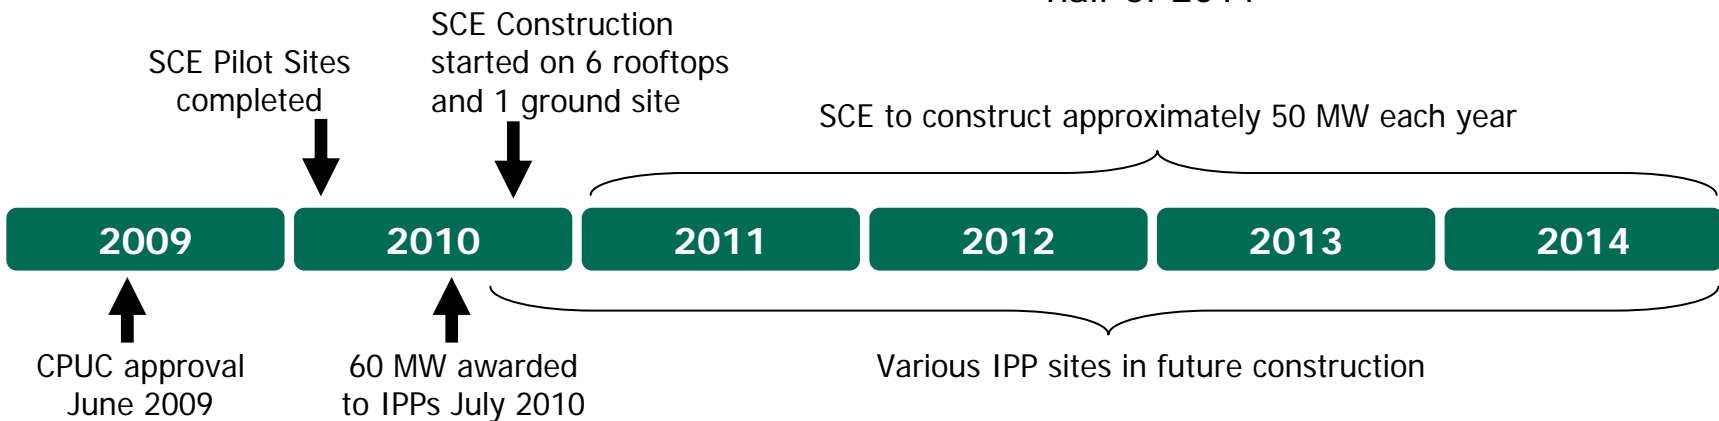 SCE Construction
started on 6 rooftops
and 1 ground site
SCE Pilot Sites
completed
SCE to construct approximately 50 MW each year
2009
2010
2011
2012
2013
2014
CPUC approval
June 2009
60 MW awarded
to IPPs July 2010
Various IPP sites in future construction